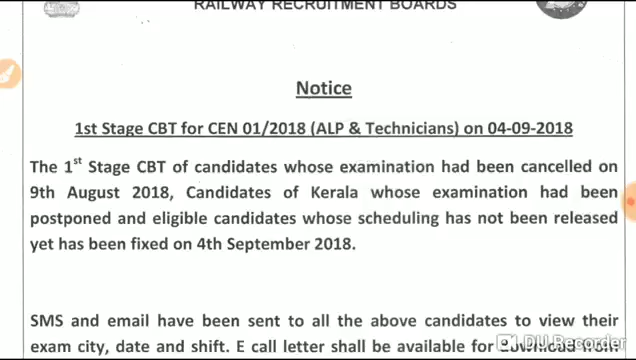 RAILWAY RECRUITMENT BOARDS
Notice
1st Stage CBT for CEN 01/2018 (ALP & Technicians) on 04-09-2018
The 1st Stage CBT of candidates whose examination had been cancelled on
9th August 2018, Candidates of Kerala whose examination had been
postponed and eligible candidates whose scheduling has not been released
yet has been fixed on 4th September 2018.
SMS and email have been sent to all the above candidates to view their
exam city, date and shift. E call letter shall be available for download from
DU Recorder